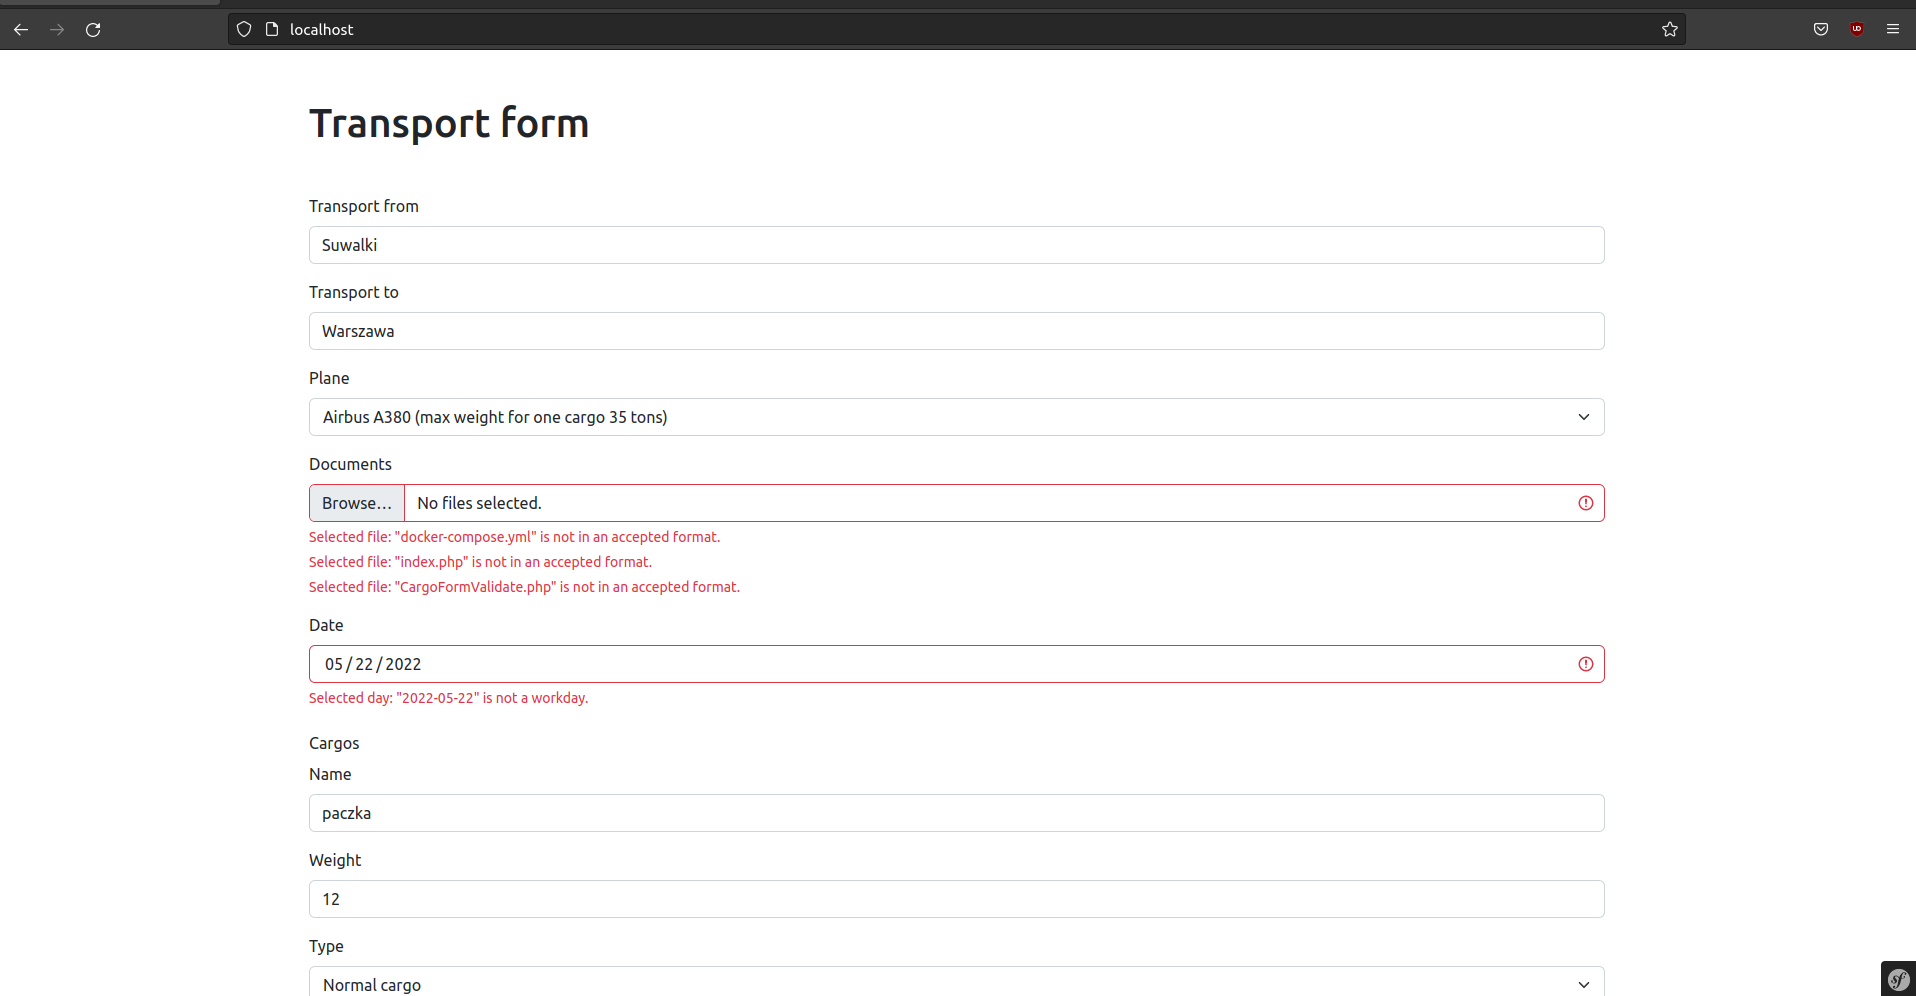 localhost
Transport form
Transport from
Suwalki
Transport to
Warszawa
Plane
Airbus A380 (max weight for one cargo 35 tons)
Documents
Browse… No files selected.
Selected file: "docker-compose.yml" is not in an accepted format.
Selected file: "index.php" is not in an accepted format.
Selected file: "CargoFormValidate.php" is not in an accepted format.
Date
05 / 22 / 2022
Selected day: "2022-05-22" is not a workday.
Cargos
Name
paczka
Weight
12
Type
Normal cargo
sf